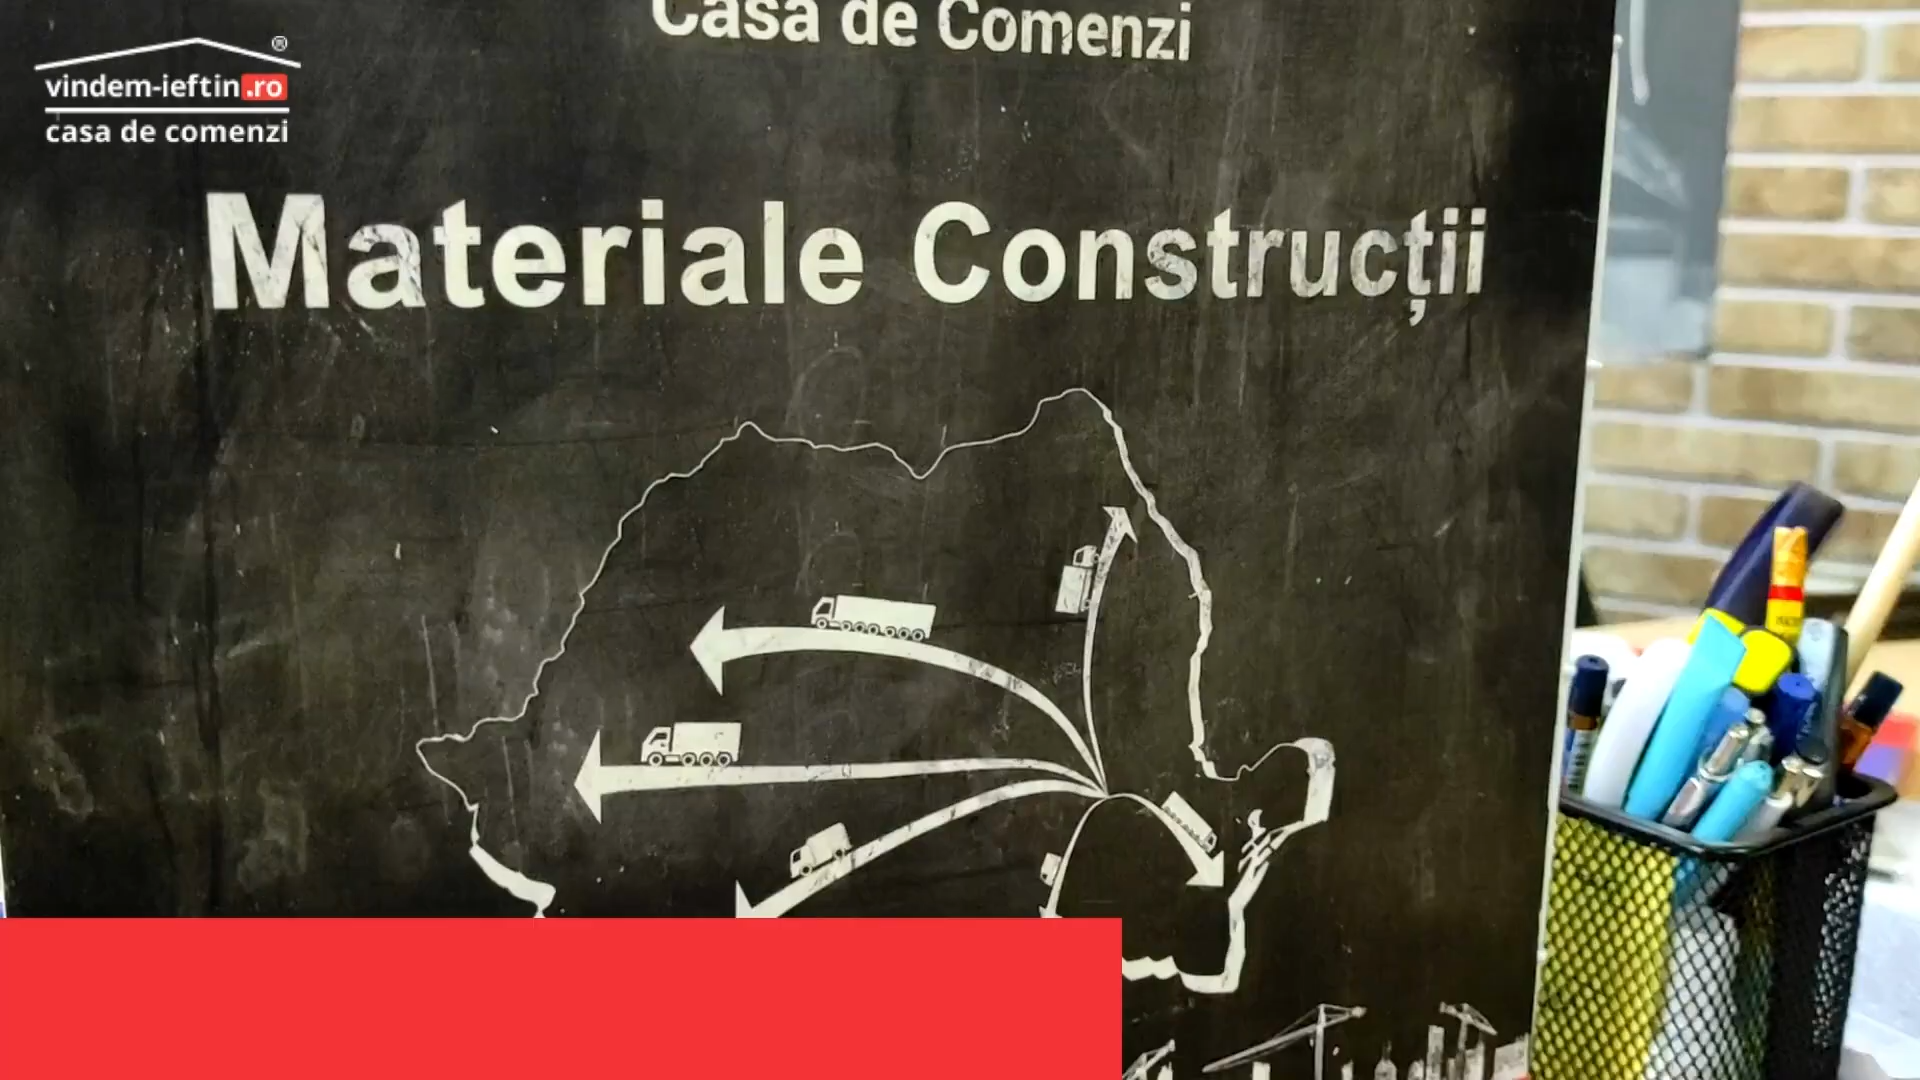 Casa de Comenzi
®
vindem-ieftin.ro
casa de comenzi
Materiale Construcții